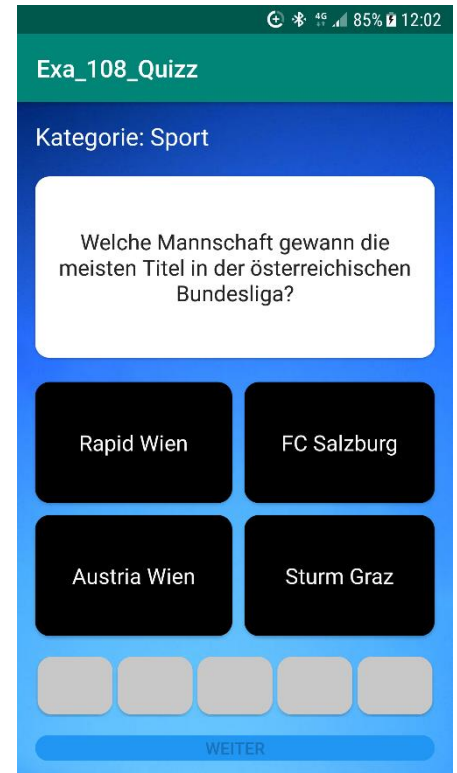 4G 85% 12:02
Exa_108_Quizz
Kategorie: Sport
Welche Mannschaft gewann die
meisten Titel in der österreichischen
Bundesliga?
Rapid Wien
FC Salzburg
Austria Wien
Sturm Graz
WEITER